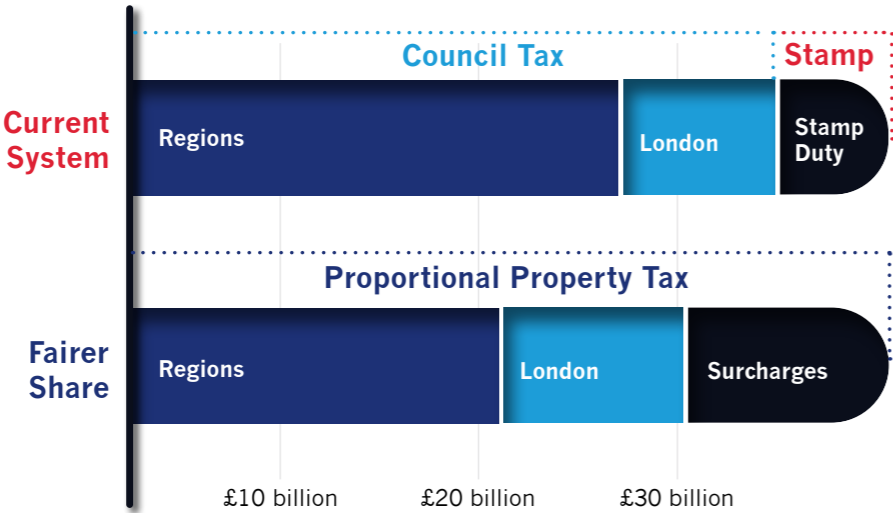 Council Tax
Stamp
Current
System
Regions
London
Stamp
Duty
Proportional Property Tax
Fairer
Share
Regions
London
Surcharges
£10 billion
£20 billion
£30 billion